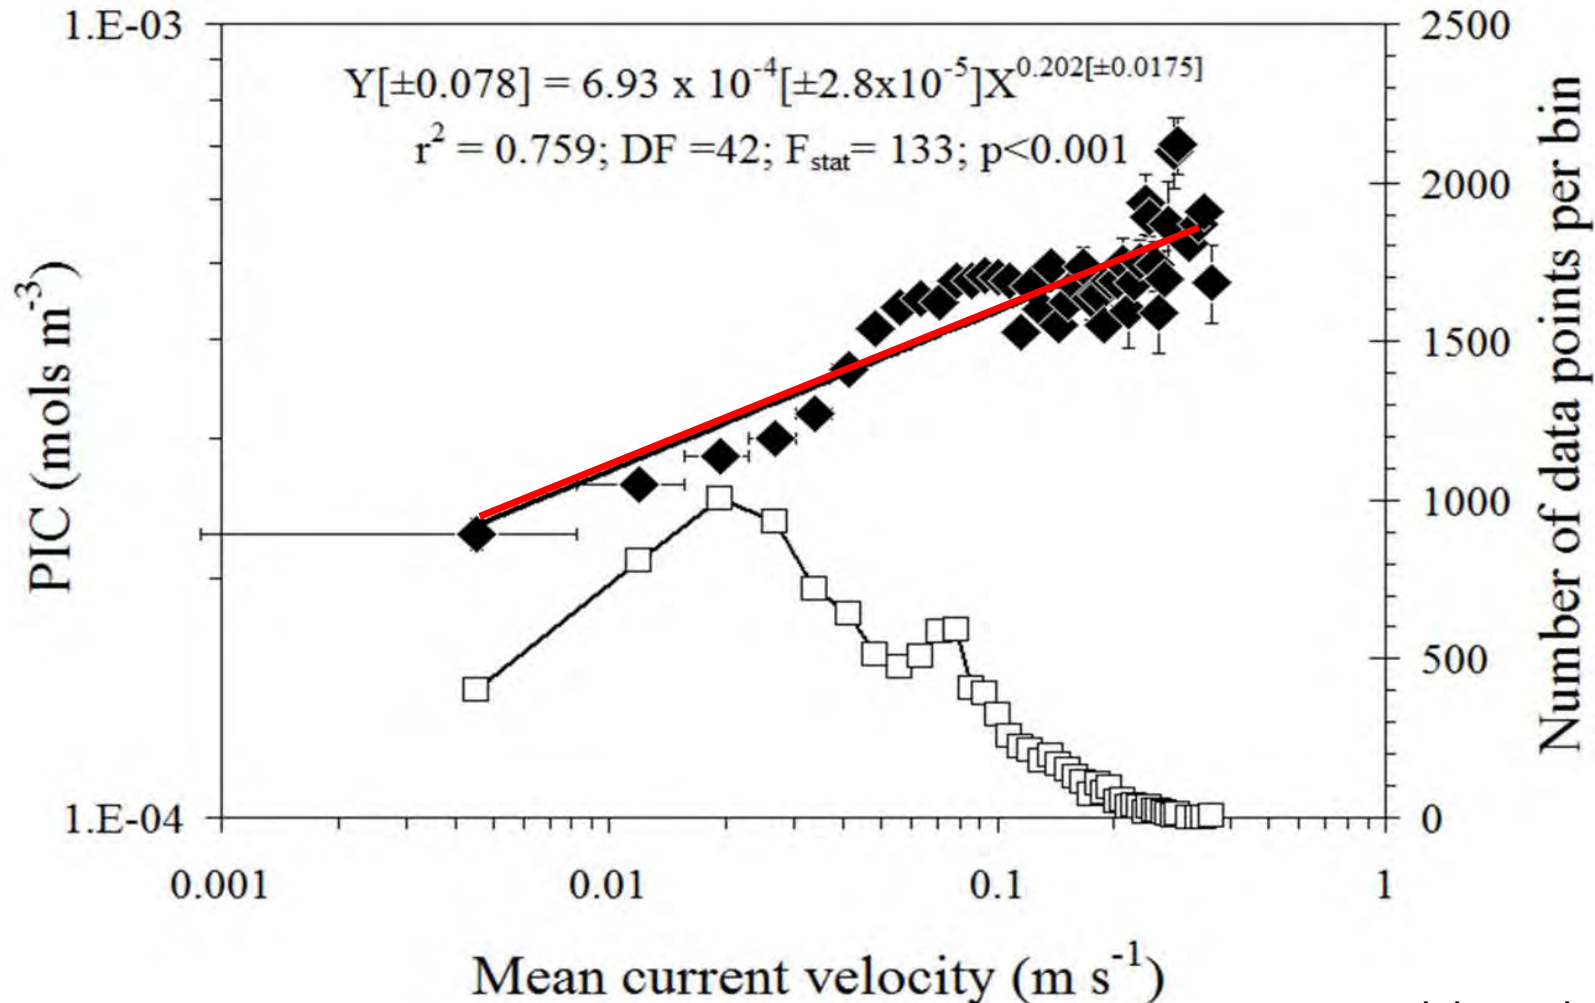 1.E-03
2500
Y[±0.078] = 6.93 x 10⁻⁴[±2.8x10⁻⁵]X⁰·²⁰²[±0.0175]
r² = 0.759; DF =42; Fstat= 133; p<0.001
2000
1500
1000
500
1.E-04
0
0.001
0.01
0.1
1
PIC (mols m⁻³)
Number of data points per bin
Mean current velocity (m s⁻¹)